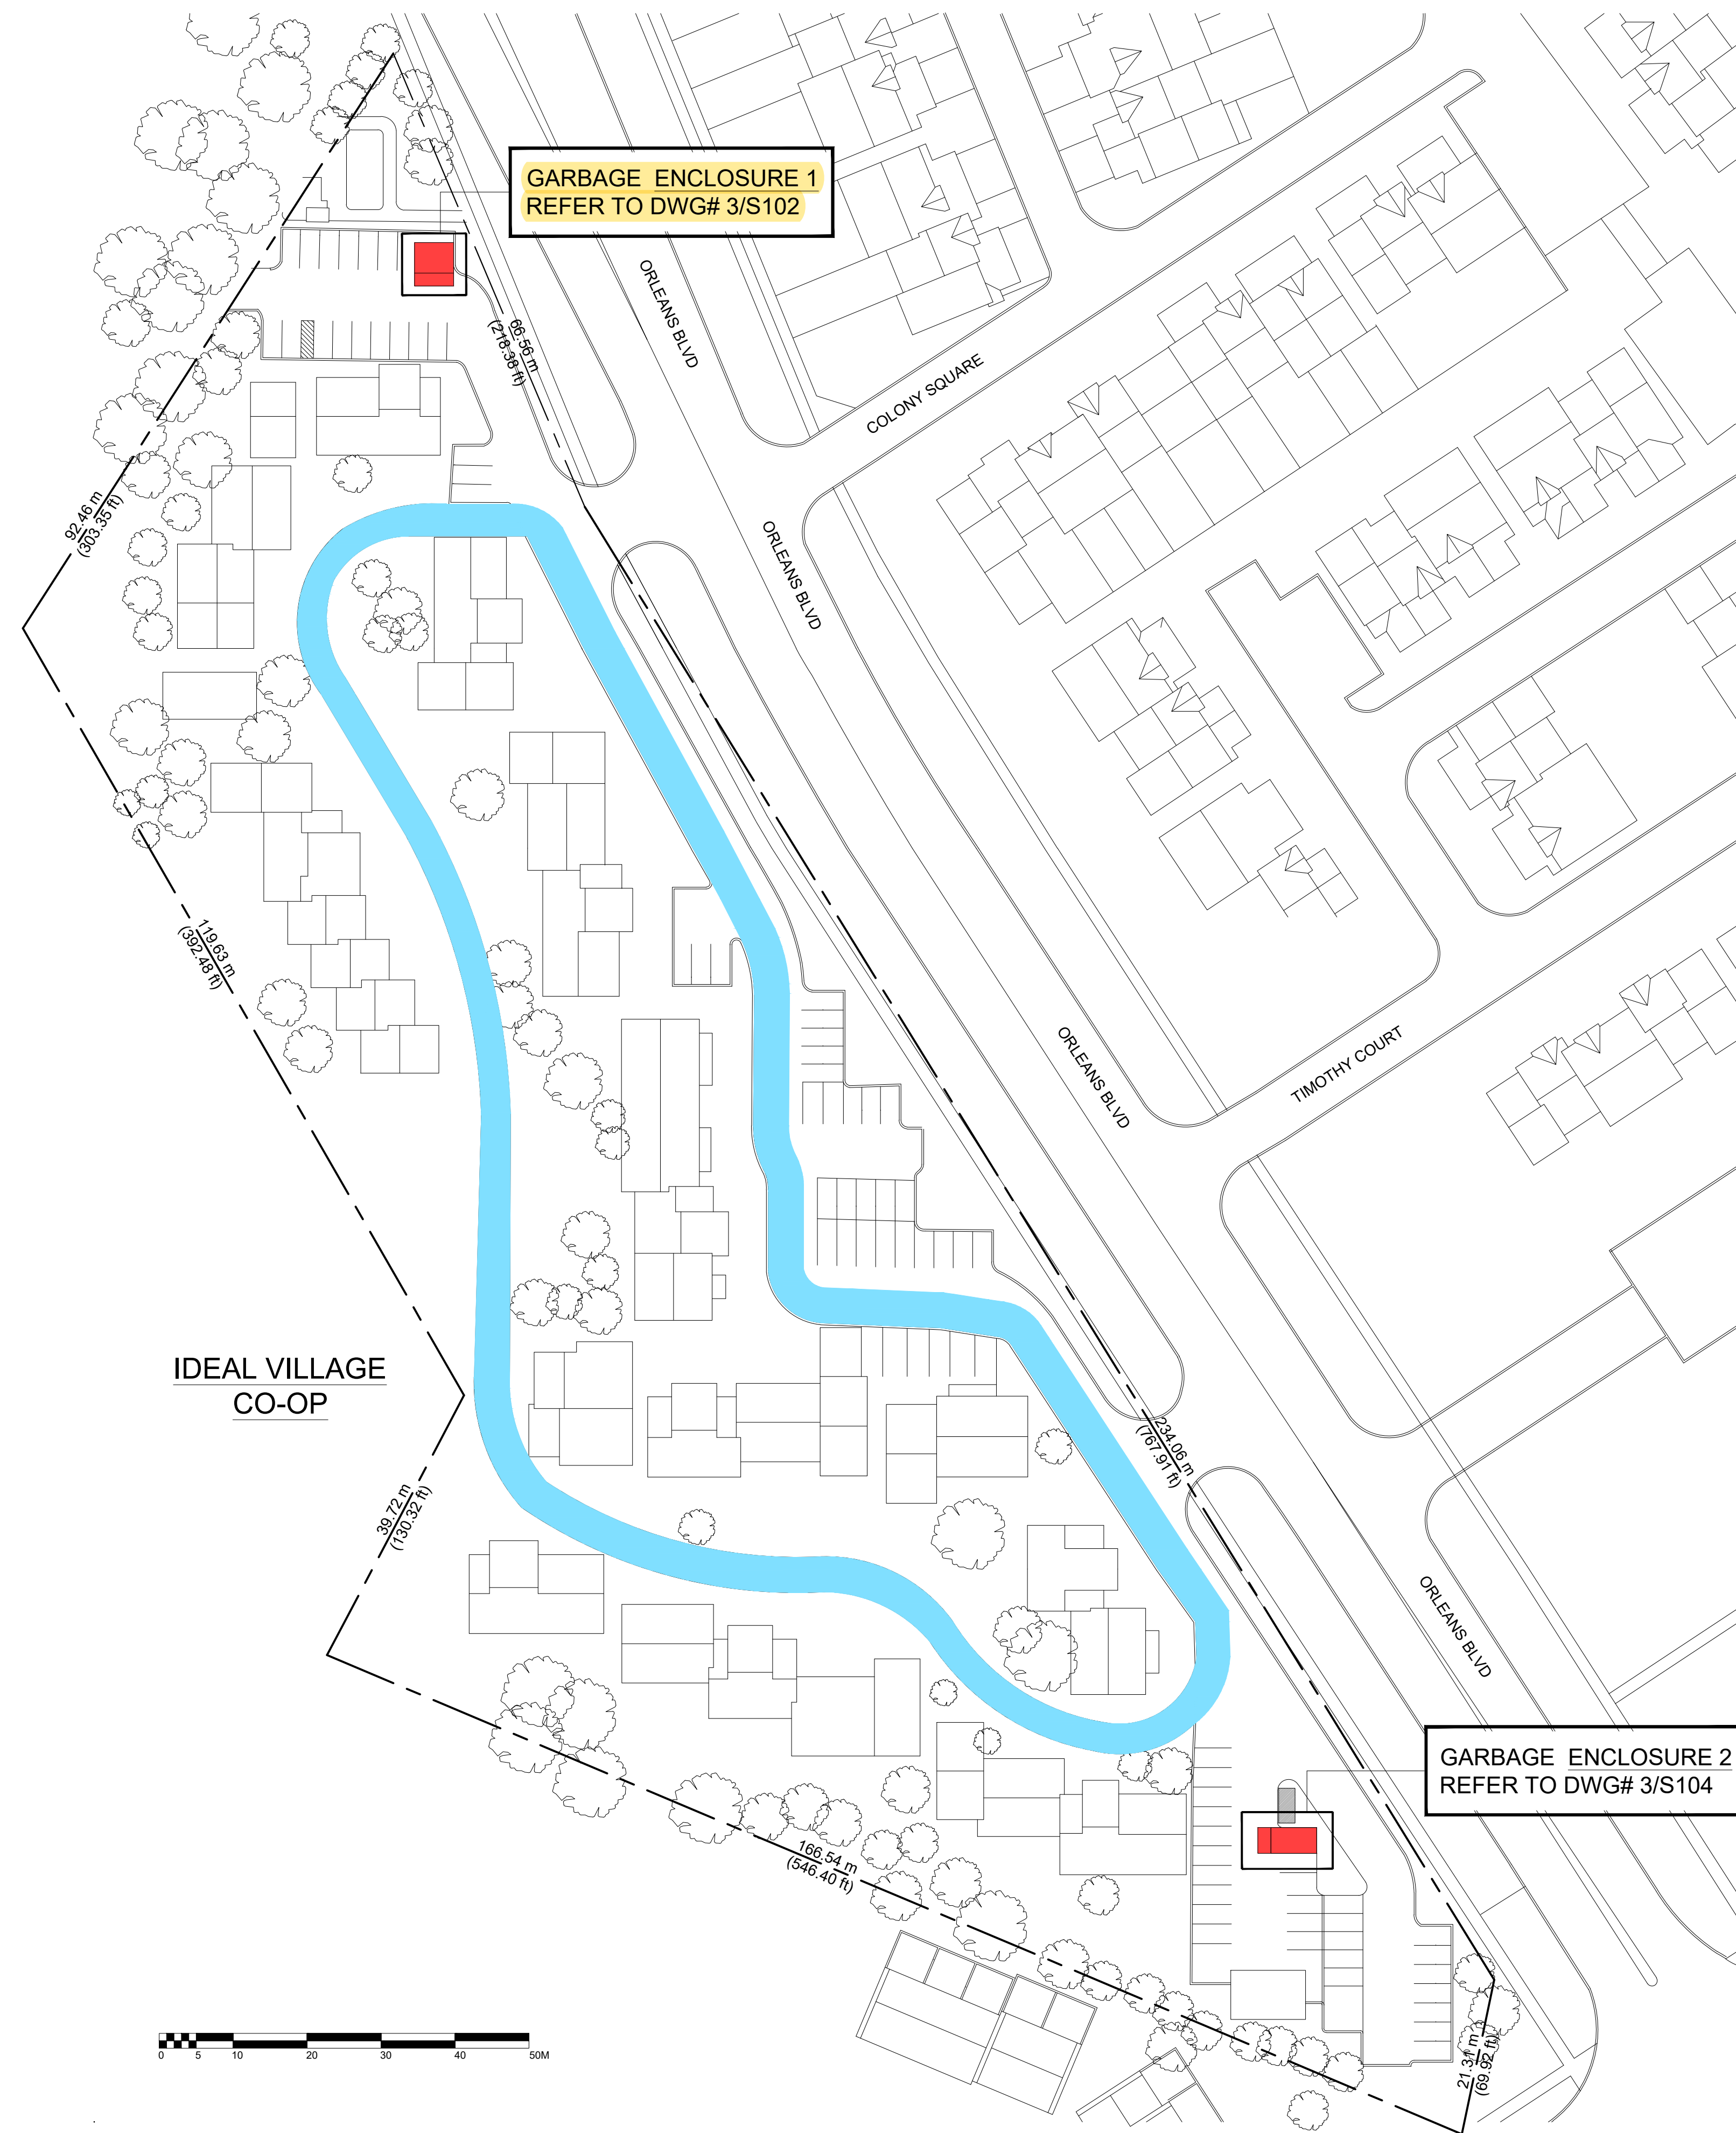 GARBAGE ENCLOSURE 1
REFER TO DWG# 3/S102
ORLEANS BLVD
66.56 m
(218.38 ft)
COLONY SQUARE
92.46 m
(303.35 ft)
ORLEANS BLVD
119.63 m
(392.48 ft)
ORLEANS BLVD
TIMOTHY COURT
IDEAL VILLAGE
CO-OP
234.06 m
(767.91 ft)
39.72 m
(130.32 ft)
ORLEANS BLVD
GARBAGE ENCLOSURE 2
REFER TO DWG# 3/S104
166.54 m
(546.40 ft)
0 5 10 20 30 40 50M
21.31 m
(69.92 ft)